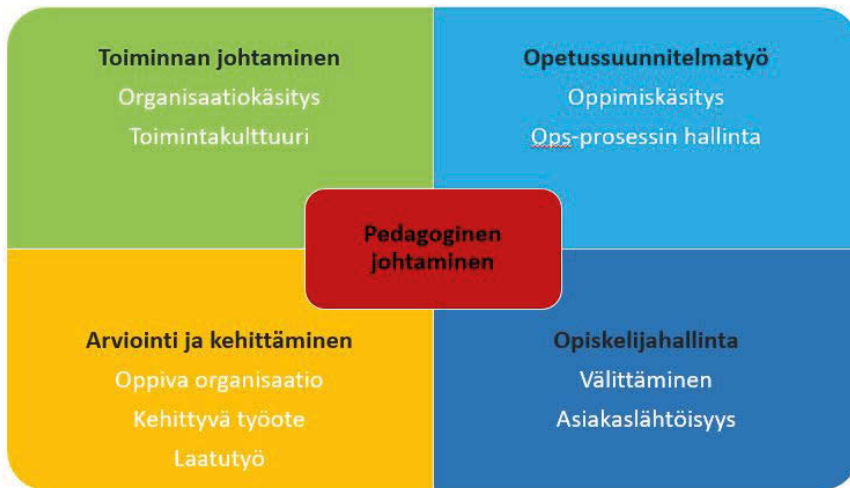 Toiminnan johtaminen
Organisaatiokäsitys
Toimintakulttuuri
Opetussuunnitelmatyö
Oppimiskäsitys
Ops-prosessin hallinta
Pedagoginen
johtaminen
Arviointi ja kehittäminen
Oppiva organisaatio
Kehittyvä työote
Laatutyö
Opiskelijahallinta
Välittäminen
Asiakaslähtöisyys